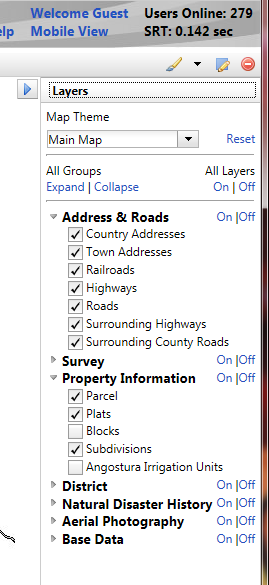 Welcome Guest Users Online: 279
elp Mobile View SRT: 0.142 sec
Layers
Map Theme
Main Map Reset
All Groups All Layers
Expand | Collapse On | Off
Address & Roads On |Off
Country Addresses
Town Addresses
Railroads
Highways
Roads
Surrounding Highways
Surrounding County Roads
Survey On |Off
Property Information On |Off
Parcel
Plats
Blocks
Subdivisions
Angostura Irrigation Units
District On |Off
Natural Disaster History On |Off
Aerial Photography On |Off
Base Data On |Off